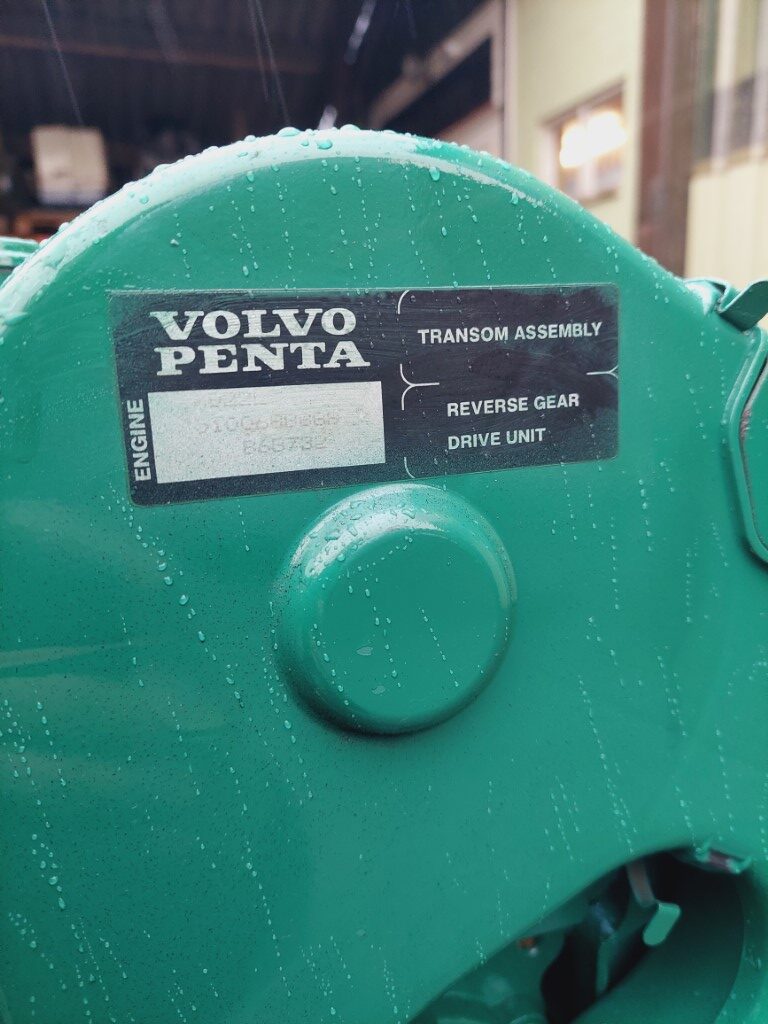 VOLVO
PENTA
ENGINE
TRANSOM ASSEMBLY
REVERSE GEAR
DRIVE UNIT